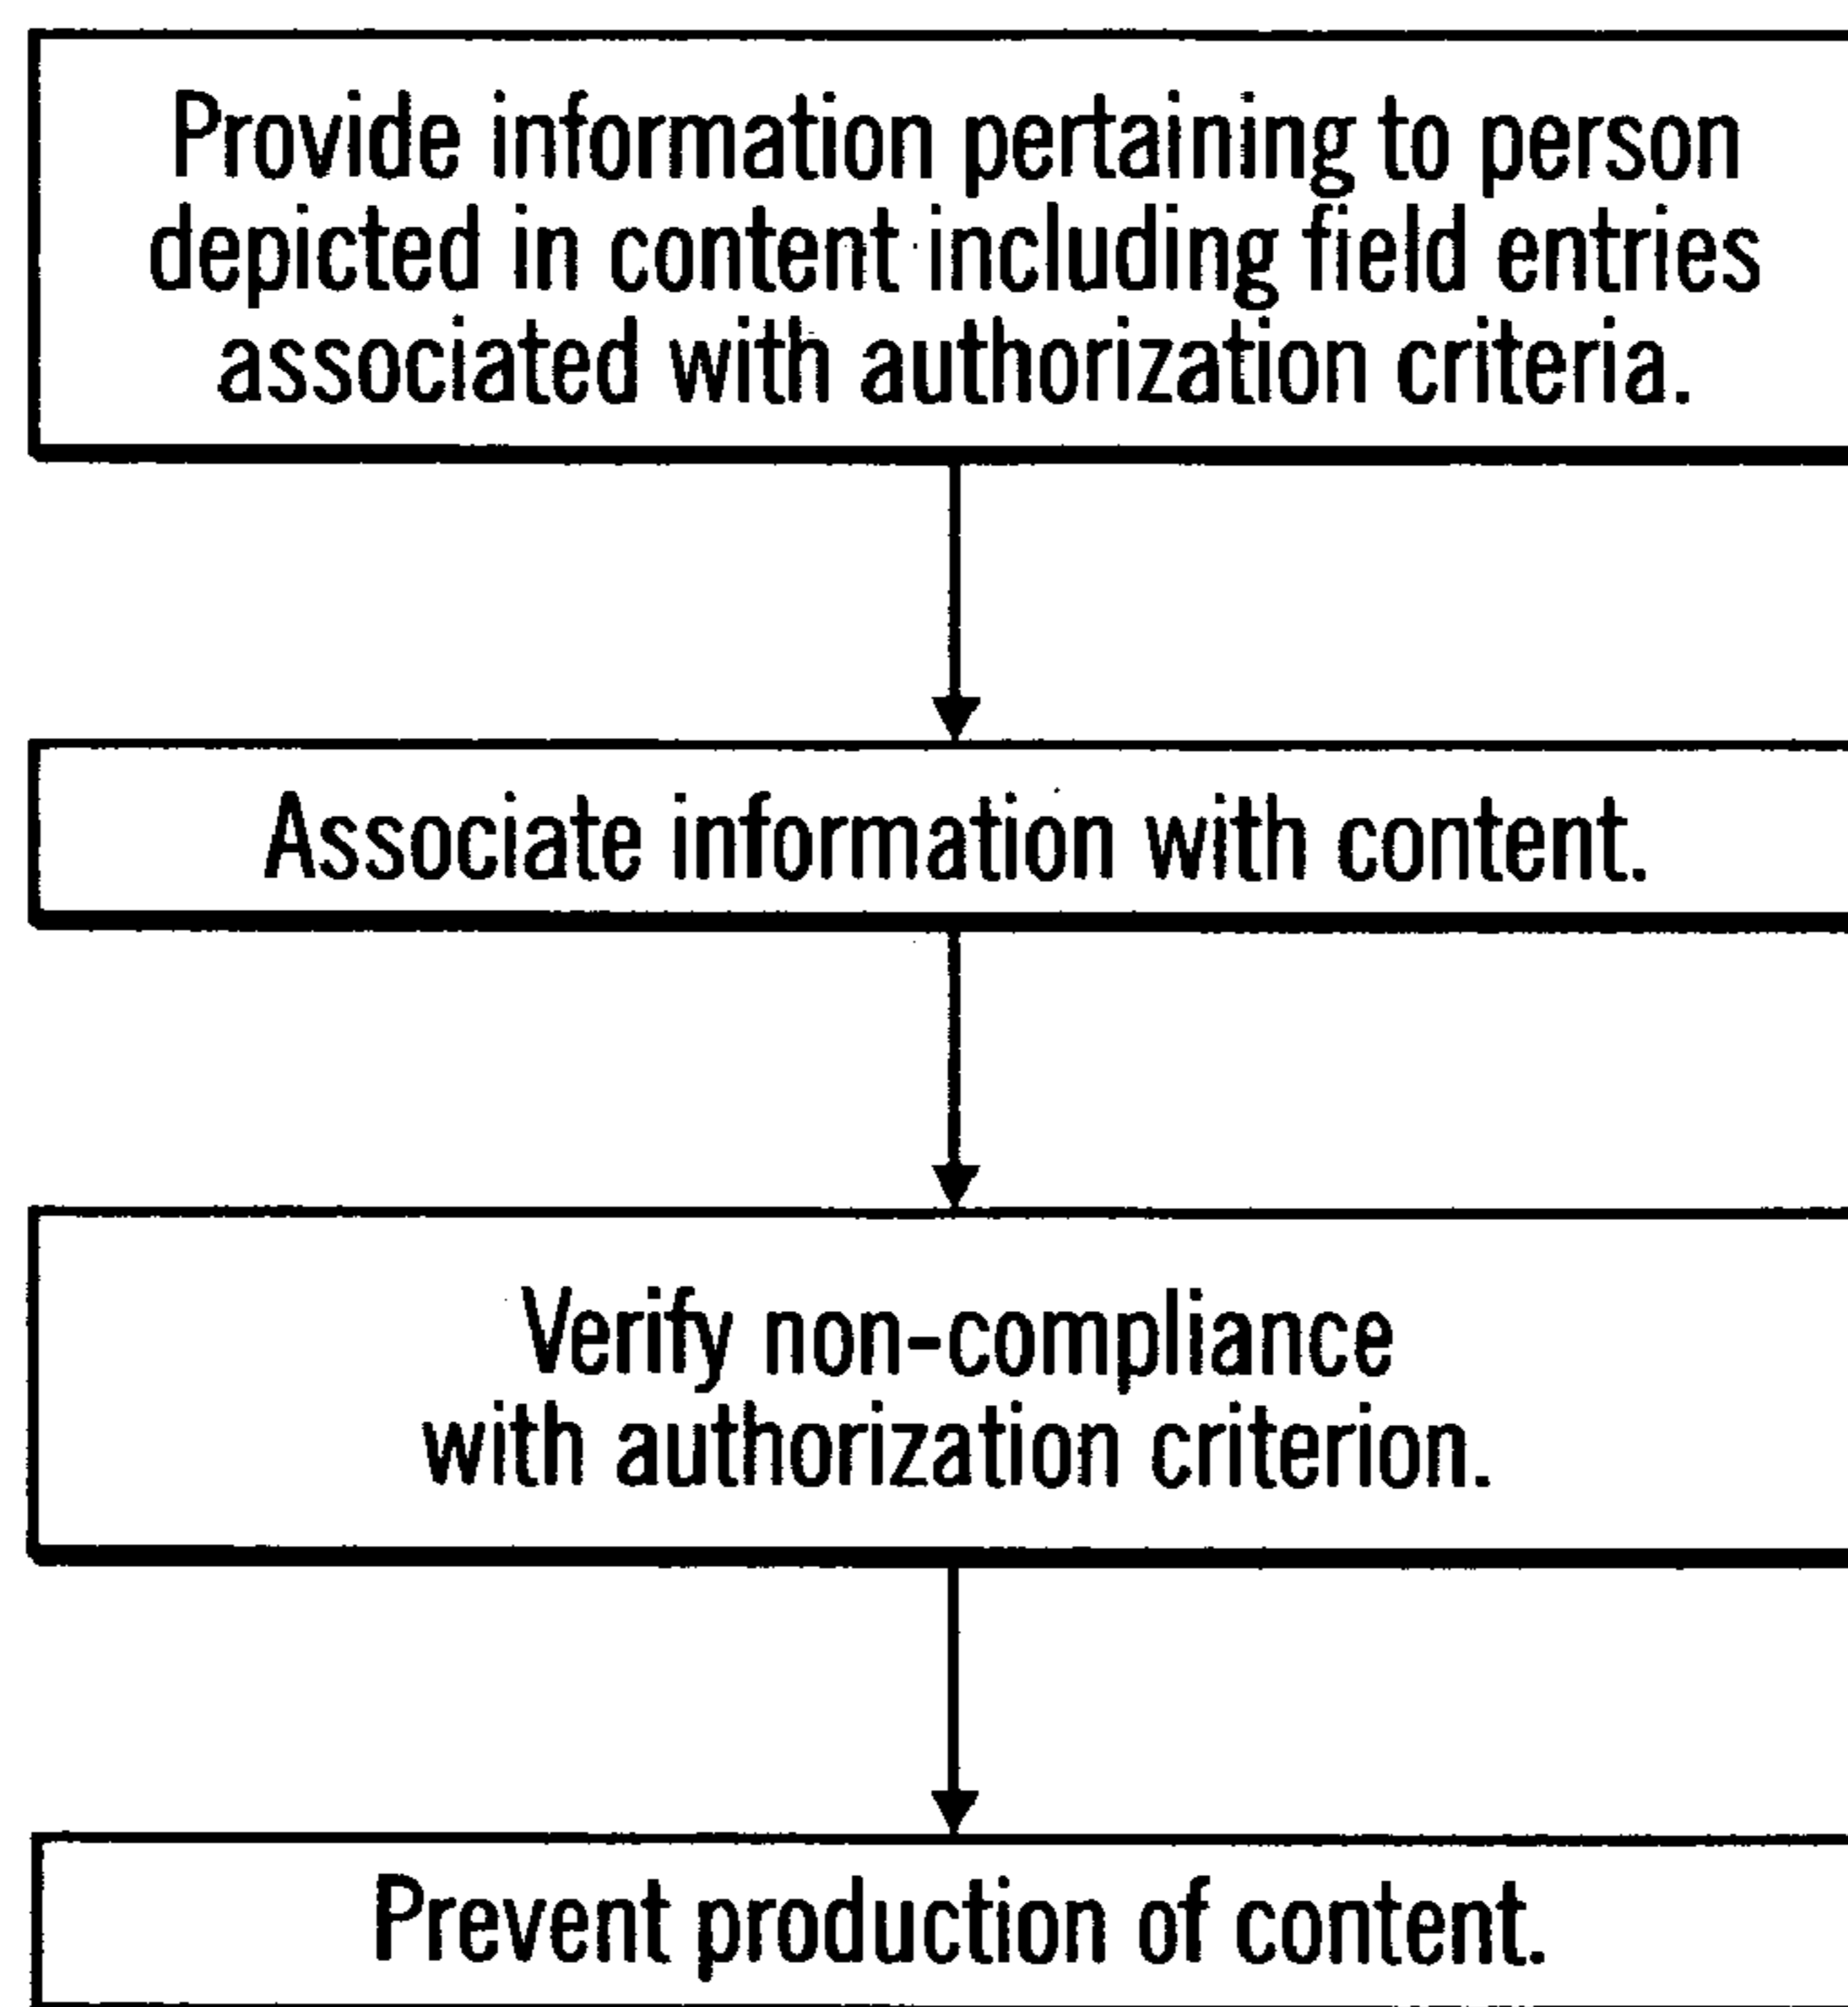 Provide information pertaining to person
depicted in content including field entries
associated with authorization criteria.
Associate information with content.
Verify non-compliance
with authorization criterion.
Prevent production of content.